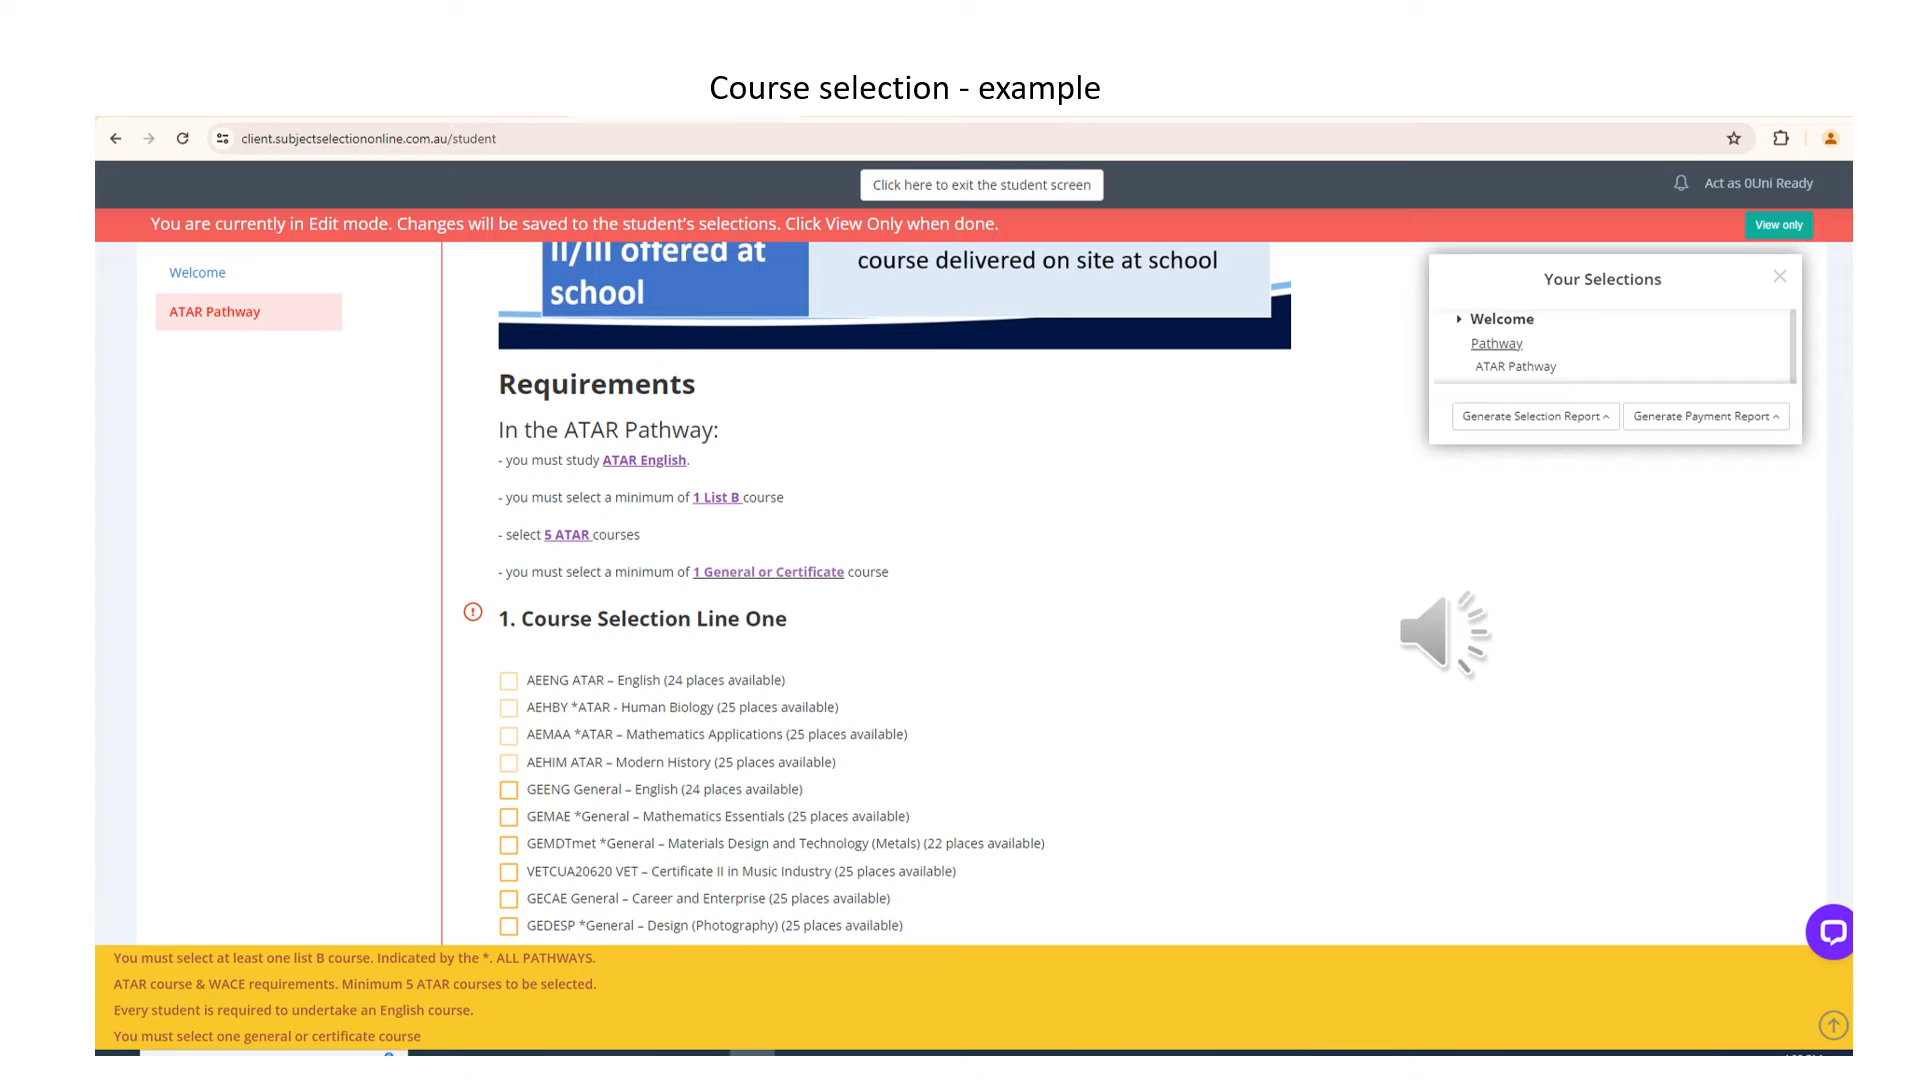 Course selection - example
client.subjectselectiononline.com.au/student
Click here to exit the student screen
Act as 0Uni Ready
You are currently in Edit mode. Changes will be saved to the student's selections. Click View Only when done.
View only
Welcome
ATAR Pathway
II/III offered at
school
course delivered on site at school
Your Selections
Welcome
Pathway
ATAR Pathway
Generate Selection Report
Generate Payment Report
Requirements
In the ATAR Pathway:
- you must study ATAR English.
- you must select a minimum of 1 List B course
- select 5 ATAR courses
- you must select a minimum of 1 General or Certificate course
1. Course Selection Line One
AEENG ATAR – English (24 places available)
AEHBY *ATAR - Human Biology (25 places available)
AEMAA *ATAR – Mathematics Applications (25 places available)
AEHIM ATAR – Modern History (25 places available)
GEENG General – English (24 places available)
GEMAE *General – Mathematics Essentials (25 places available)
GEMDTmet *General – Materials Design and Technology (Metals) (22 places available)
VETCUA20620 VET – Certificate II in Music Industry (25 places available)
GECAE General – Career and Enterprise (25 places available)
GEDESP *General – Design (Photography) (25 places available)
You must select at least one list B course. Indicated by the *. ALL PATHWAYS.
ATAR course & WACE requirements. Minimum 5 ATAR courses to be selected.
Every student is required to undertake an English course.
You must select one general or certificate course